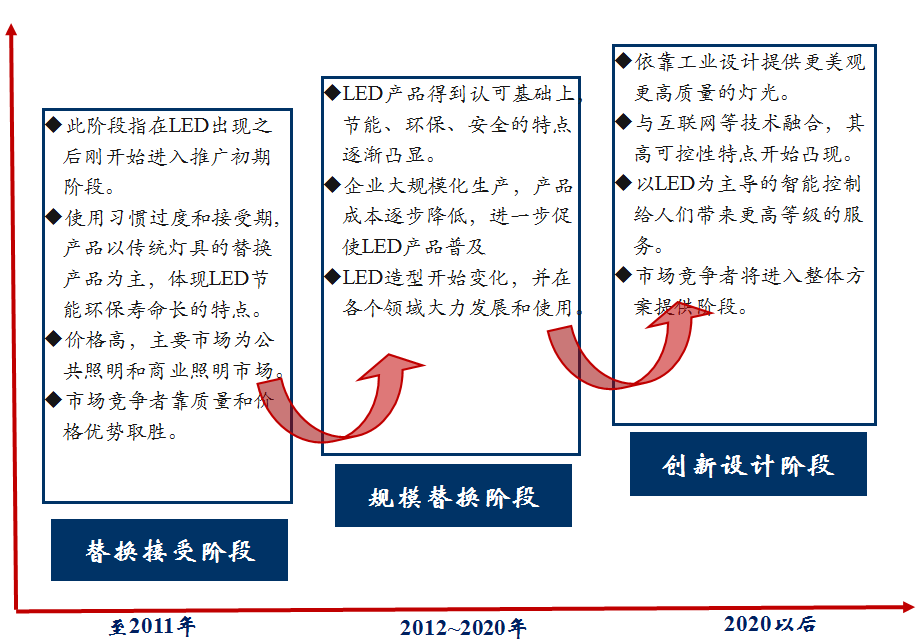 ◆此阶段指在LED出现之
后刚开始进入推广初期
阶段。
◆使用习惯过度和接受期,
产品以传统灯具的替换
产品为主，体现LED节
能环保寿命长的特点。
◆价格高，主要市场为公
共照明和商业照明市场。
◆市场竞争者靠质量和价
格优势取胜。
替换接受阶段
至2011年
◆LED产品得到认可基础上,
节能、环保、安全的特点
逐渐凸显。
◆企业大规模化生产，产品
成本逐步降低，进一步促
使LED产品普及
◆LED造型开始变化，并在
各个领域大力发展和使用。
规模替换阶段
2012~2020年
◆依靠工业设计提供更美观
更高质量的灯光。
◆与互联网等技术融合，其
高可控性特点开始凸现。
◆以LED为主导的智能控制
给人们带来更高等级的服
务。
◆市场竞争者将进入整体方
案提供阶段。
创新设计阶段
2020以后